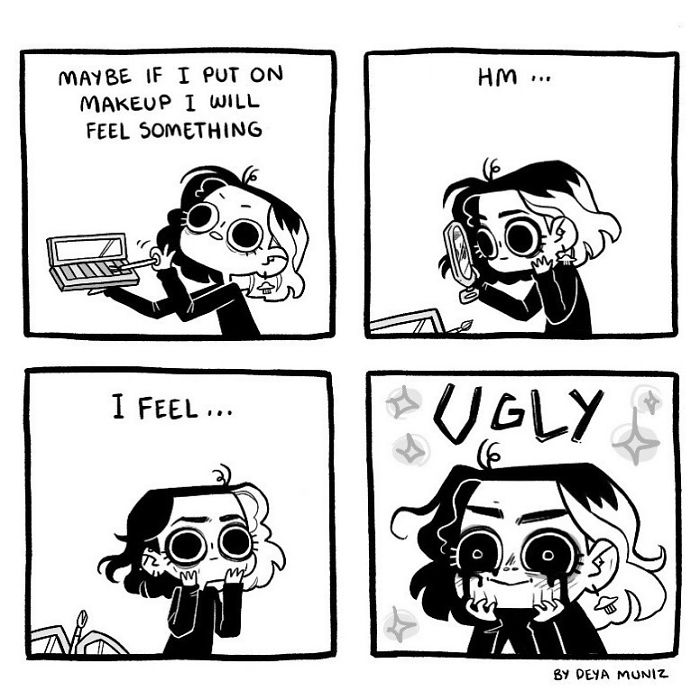 MAYBE IF I PUT ON
MAKEUP I WILL
FEEL SOMETHING
HM ...
I FEEL ...
UGLY
BY DEYA MUNIZ